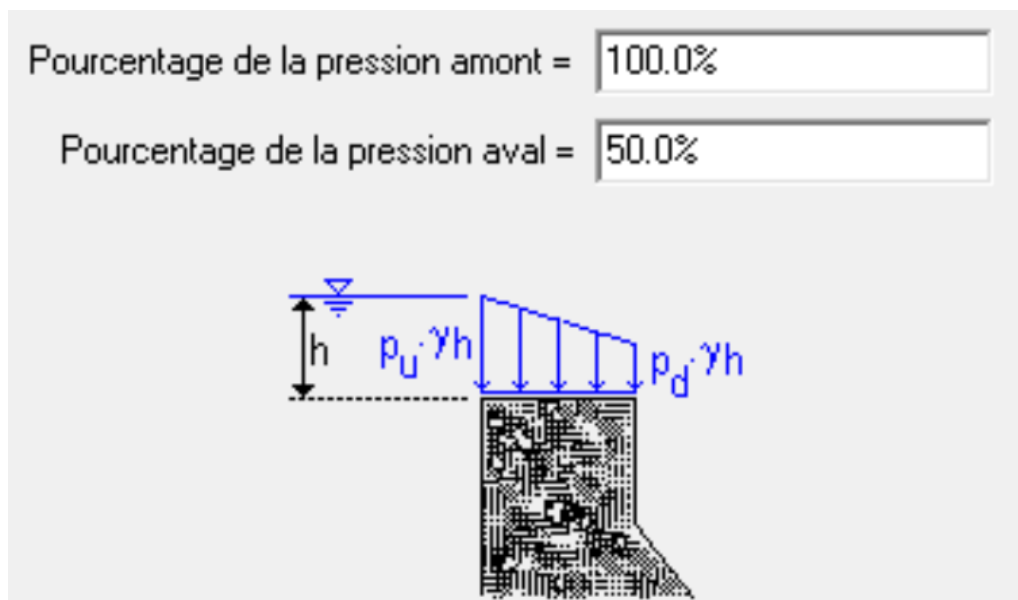 Pourcentage de la pression amont = 100.0%
Pourcentage de la pression aval = 50.0%
h
pu·γh
pd·γh